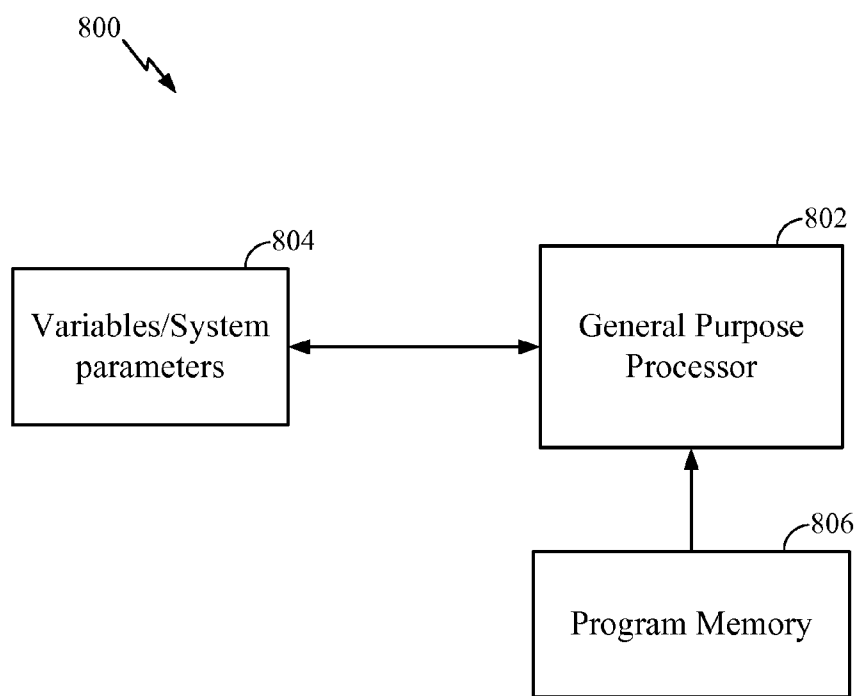 800
802
804
Variables/System
parameters
General Purpose
Processor
806
Program Memory